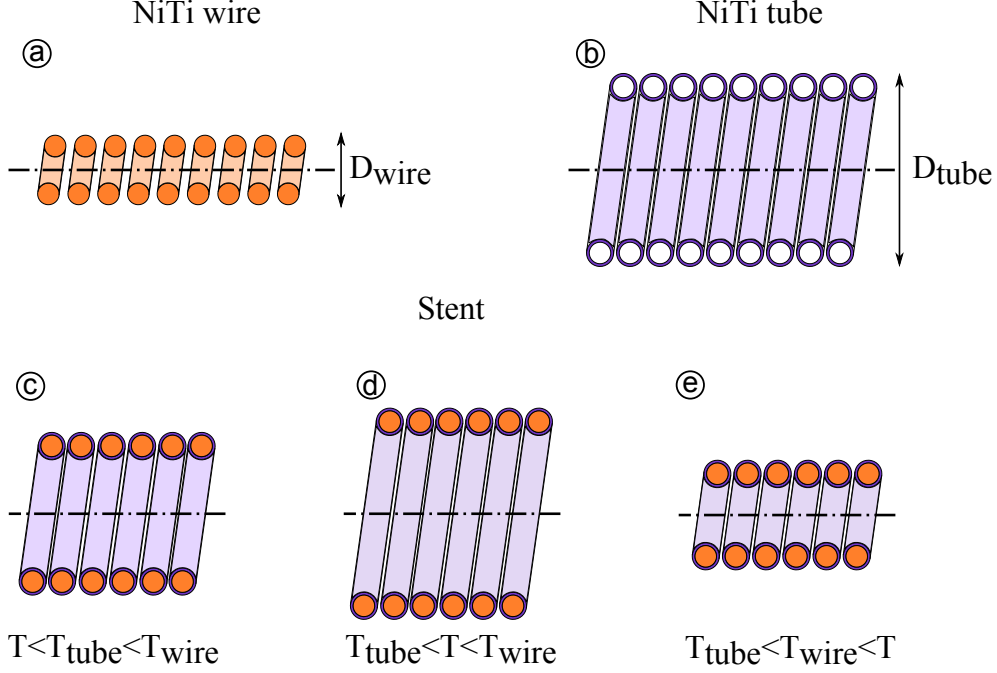 NiTi wire
NiTi tube
a
b
Dwire
Dtube
Stent
c
d
e
T<Ttube<Twire
Ttube<T<Twire
Ttube<Twire<T